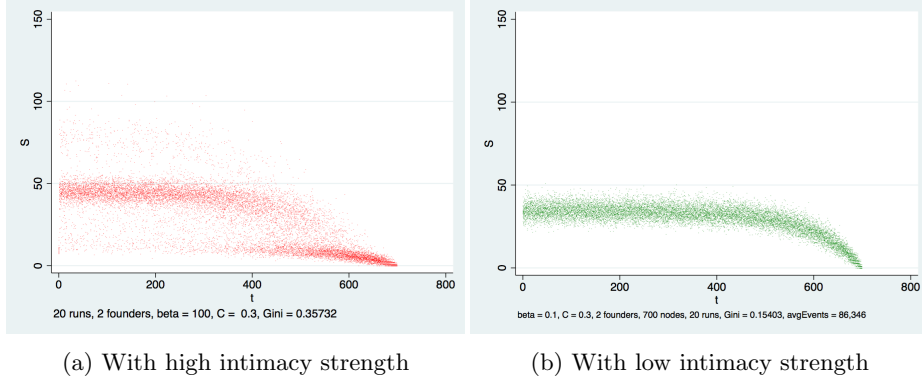 150
100
50
0
S
0 200 400 600 800
t
20 runs, 2 founders, beta = 100, C = 0.3, Gini = 0.35732
(a) With high intimacy strength
150
100
50
0
S
0 200 400 600 800
t
beta = 0.1, C = 0.3, 2 founders, 700 nodes, 20 runs, Gini = 0.15403, avgEvents = 86,346
(b) With low intimacy strength